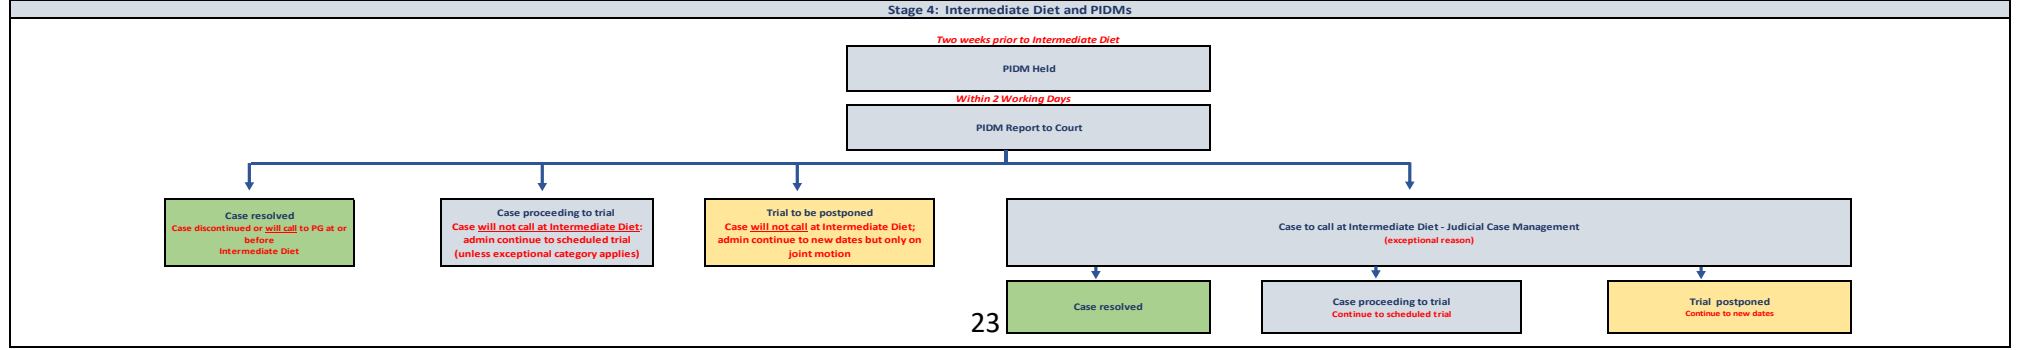 Stage 4: Intermediate Diet and PIDMs
Two weeks prior to Intermediate Diet
PIDM Held
Within 2 Working Days
PIDM Report to Court
Case resolved
Case discontinued or will call to PG at or
before
Intermediate Diet
Case proceeding to trial
Case will not call at Intermediate Diet:
admin continue to scheduled trial
(unless exceptional category applies)
Trial to be postponed
Case will not call at Intermediate Diet;
admin continue to new dates but only on
joint motion
Case to call at Intermediate Diet - Judicial Case Management
(exceptional reason)
Case resolved
Case proceeding to trial
Continue to scheduled trial
Trial postponed
Continue to new dates
23